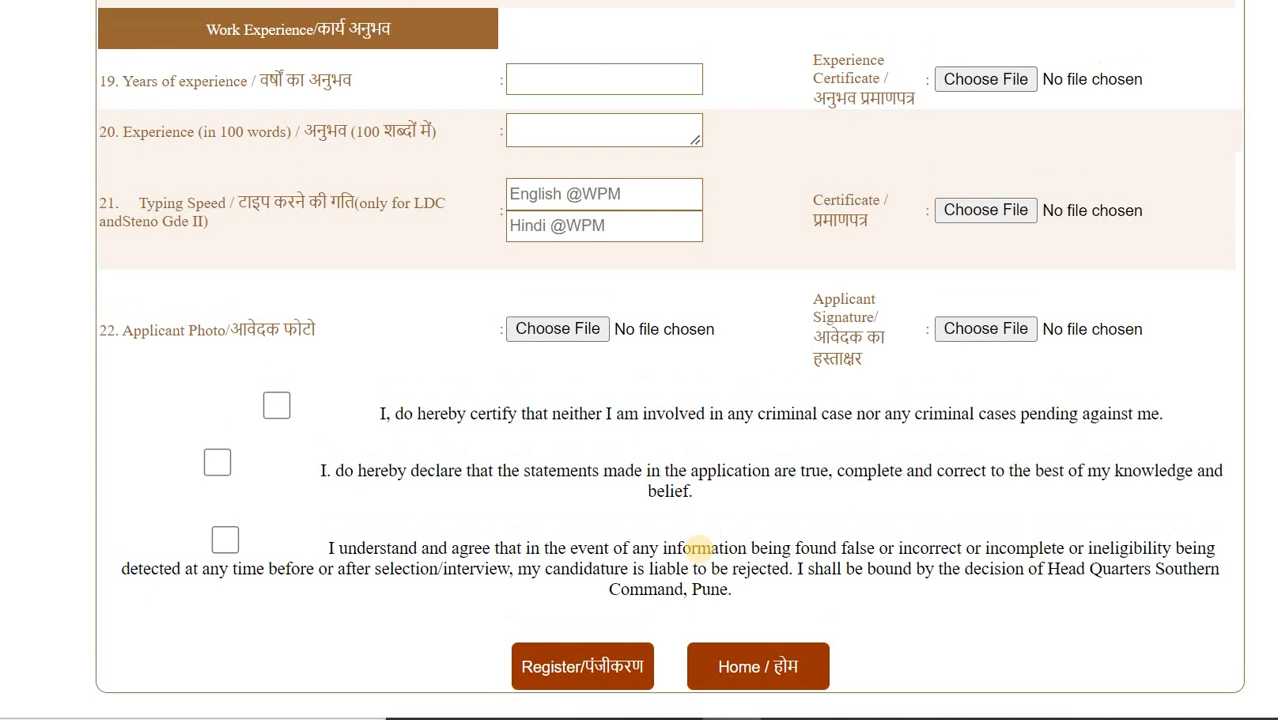 Work Experience/कार्य अनुभव
19. Years of experience / वर्षों का अनुभव
:
Experience
Certificate /
अनुभव प्रमाणपत्र
: Choose File No file chosen
20. Experience (in 100 words) / अनुभव (100 शब्दों में)
:
21. Typing Speed / टाइप करने की गति(only for LDC
andSteno Gde II)
:
English @WPM
Hindi @WPM
Certificate /
प्रमाणपत्र
: Choose File No file chosen
22. Applicant Photo/आवेदक फोटो
: Choose File No file chosen
Applicant
Signature/
आवेदक का
हस्ताक्षर
: Choose File No file chosen
I, do hereby certify that neither I am involved in any criminal case nor any criminal cases pending against me.
I. do hereby declare that the statements made in the application are true, complete and correct to the best of my knowledge and
belief.
I understand and agree that in the event of any information being found false or incorrect or incomplete or ineligibility being
detected at any time before or after selection/interview, my candidature is liable to be rejected. I shall be bound by the decision of Head Quarters Southern
Command, Pune.
Register/पंजीकरण
Home / होम